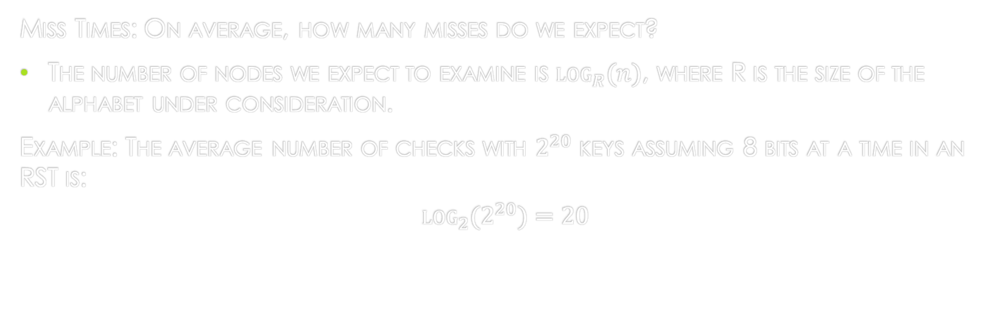 Miss Times: On average, how many misses do we expect?
• The number of nodes we expect to examine is log_R(n), where R is the size of the
alphabet under consideration.
Example: The average number of checks with 2^20 keys assuming 8 bits at a time in an
RST is:
log_2(2^20) = 20